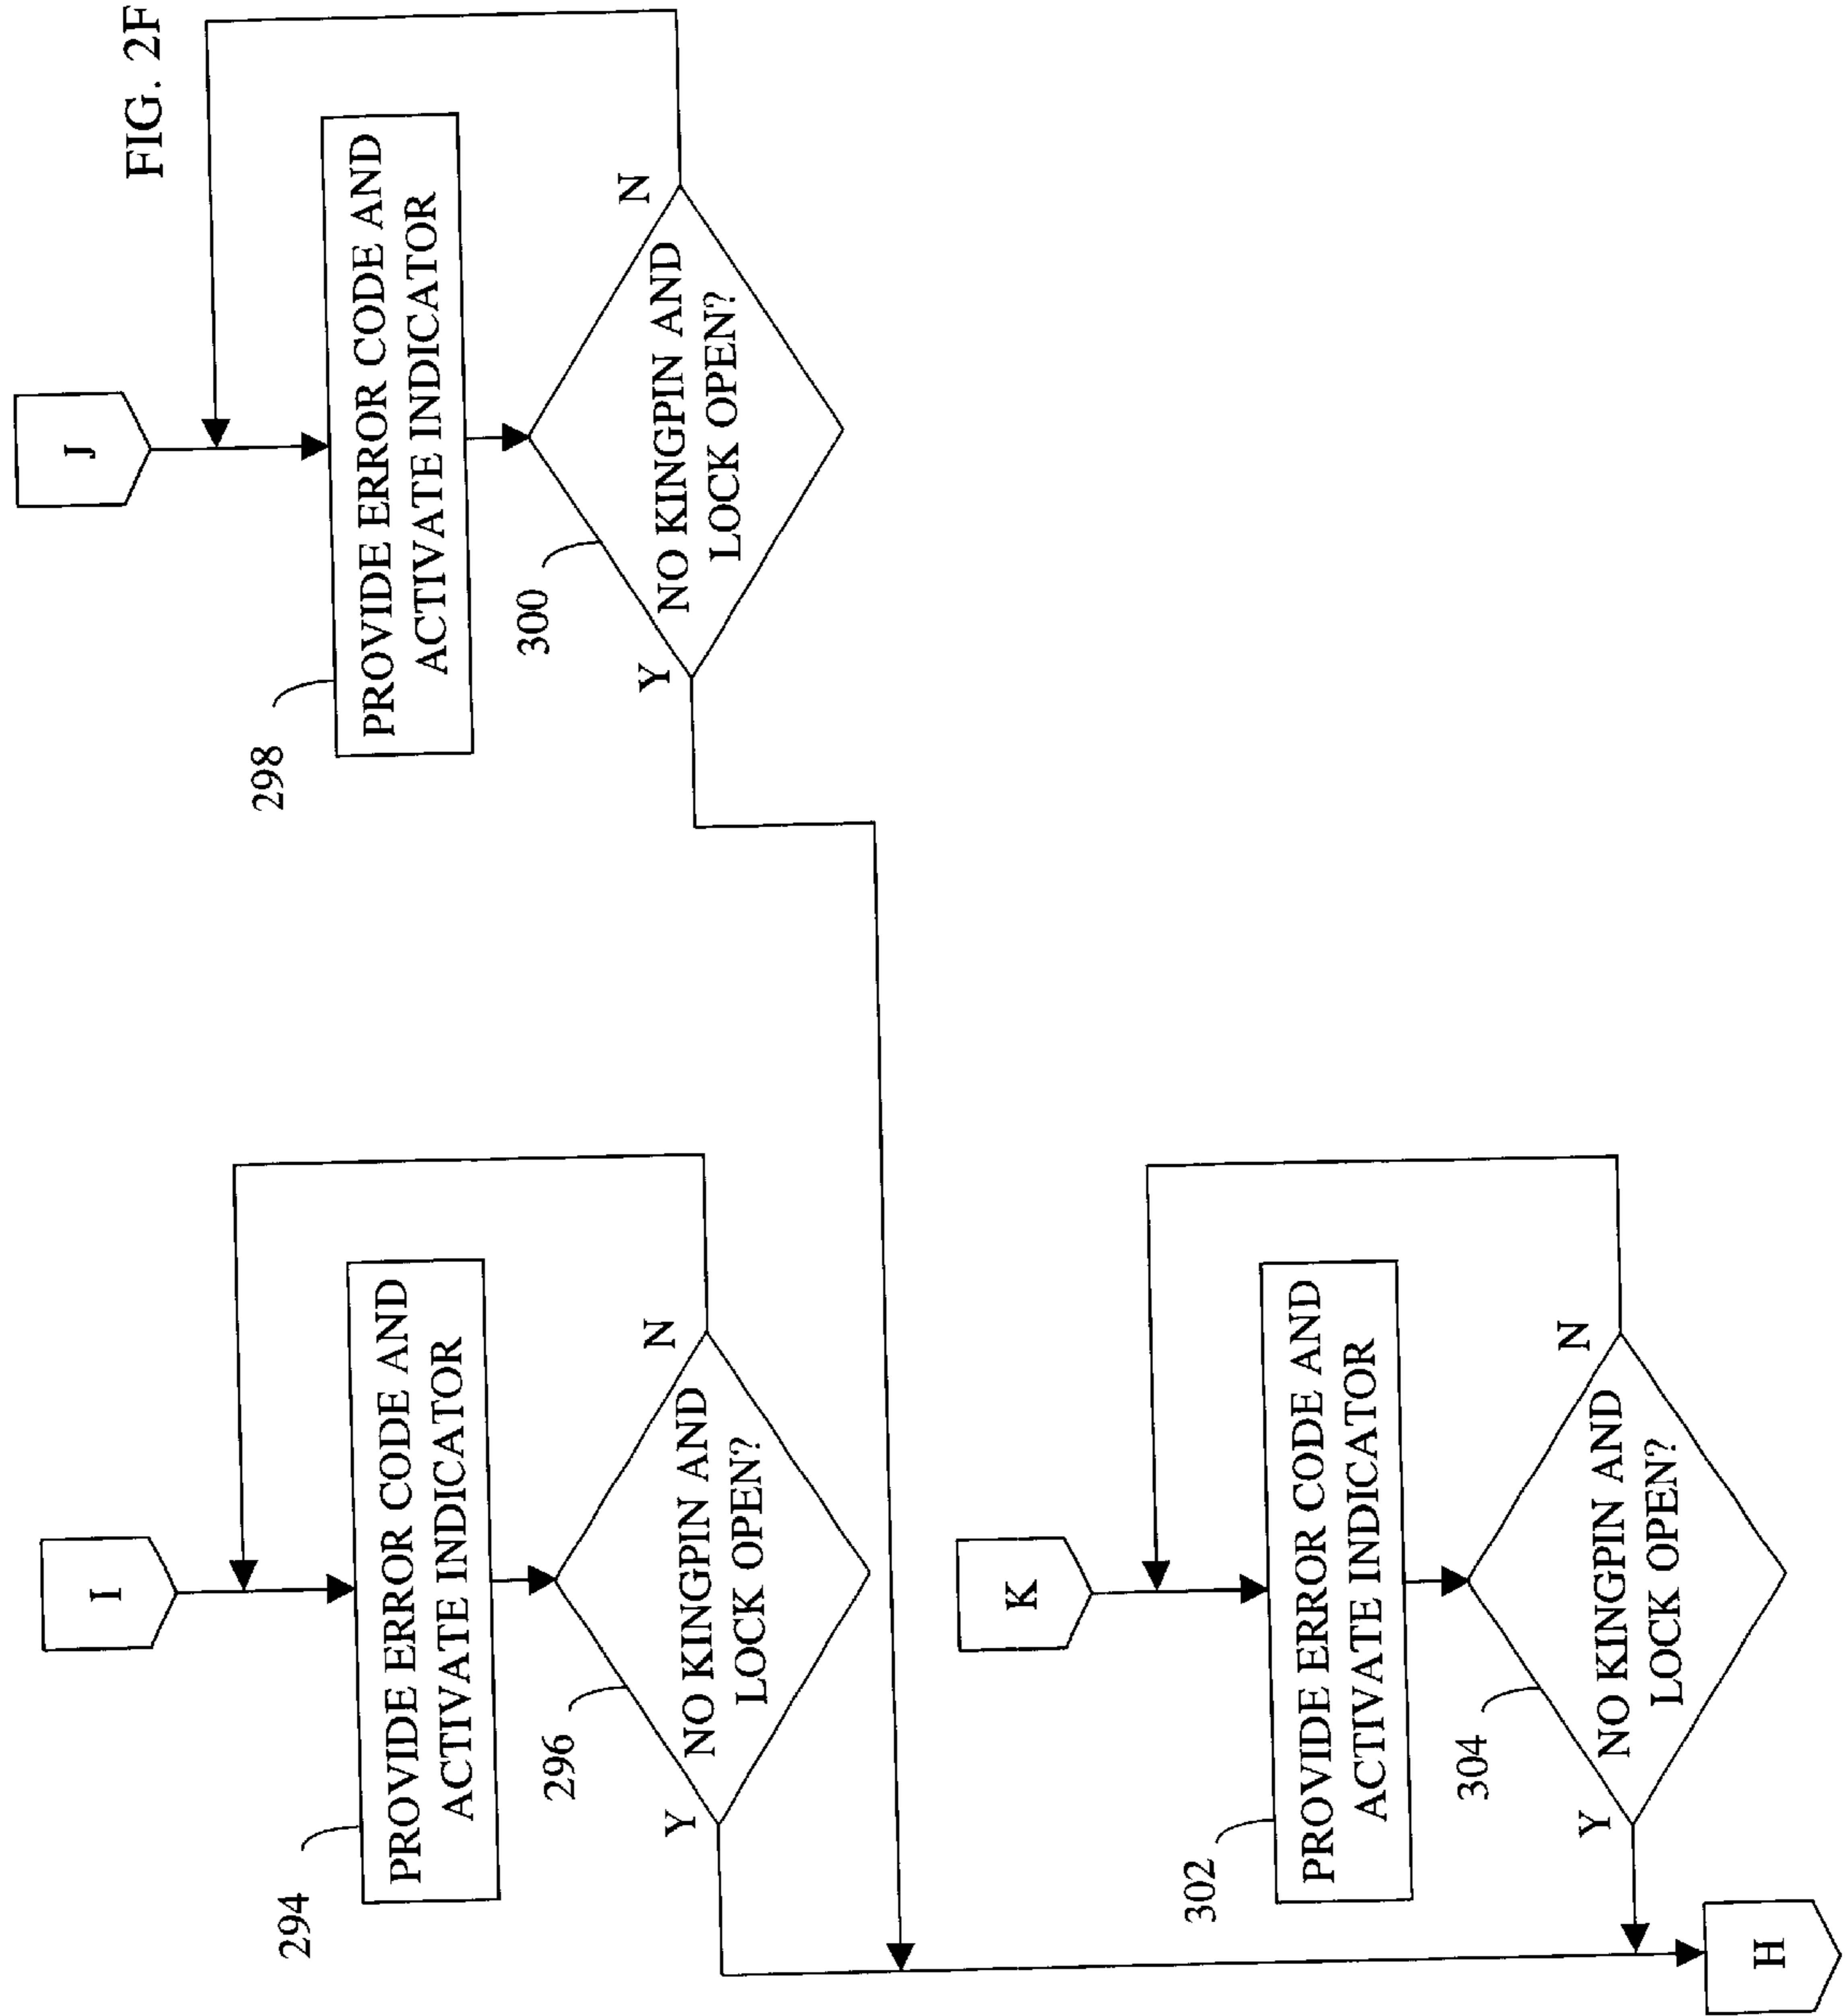 FIG. 2F
I
294
PROVIDE ERROR CODE AND
ACTIVATE INDICATOR
296
Y
N
NO KINGPIN AND
LOCK OPEN?
J
298
PROVIDE ERROR CODE AND
ACTIVATE INDICATOR
300
Y
N
NO KINGPIN AND
LOCK OPEN?
K
302
PROVIDE ERROR CODE AND
ACTIVATE INDICATOR
304
Y
N
NO KINGPIN AND
LOCK OPEN?
H